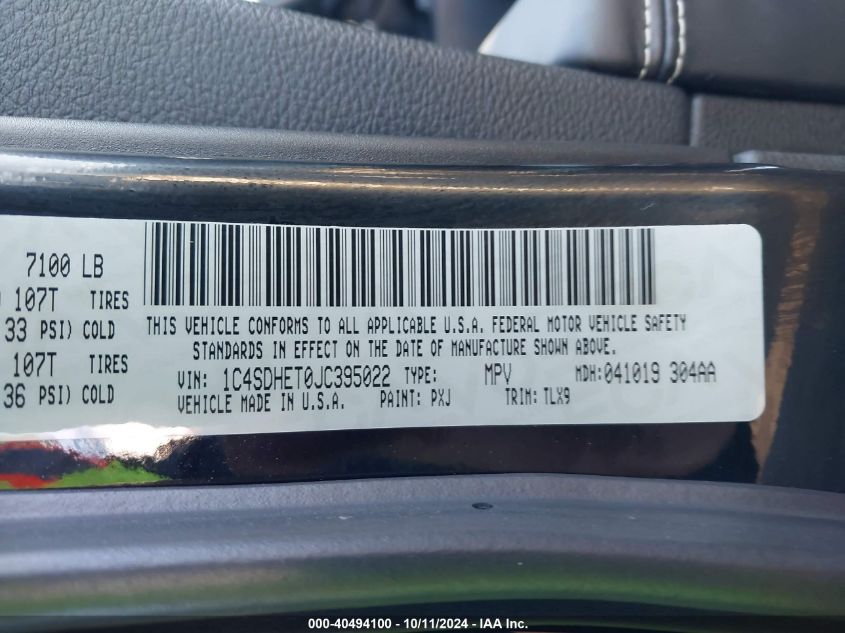 7100 LB
107T TIRES
33 PSI) COLD
107T TIRES
36 PSI) COLD
THIS VEHICLE CONFORMS TO ALL APPLICABLE U.S.A. FEDERAL MOTOR VEHICLE SAFETY
STANDARDS IN EFFECT ON THE DATE OF MANUFACTURE SHOWN ABOVE.
VIN: 1C4SDHET0JC395022 TYPE: MPV MDH:041019 304AA
VEHICLE MADE IN U.S.A. PAINT: PXJ TRIM: TLX9
000-40494100 - 10/11/2024 - IAA Inc.